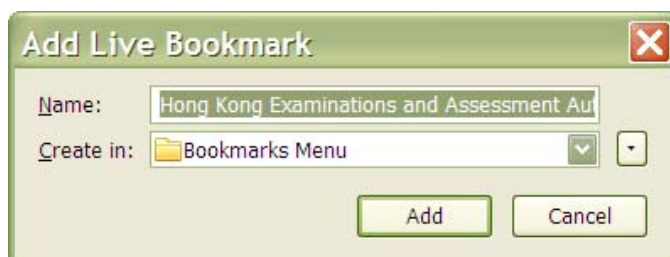 Add Live Bookmark
Name: Hong Kong Examinations and Assessment Aut
Create in: Bookmarks Menu
Add Cancel